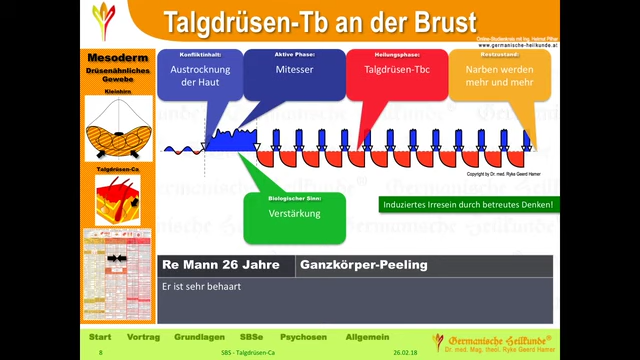 Talgdrüsen-Tb an der Brust
Online-Studienkreis mit Ing. Helmut Pilhar
www.germanische-heilkunde.at
Mesoderm
Drüsenähnliches
Gewebe
Kleinhirn
Talgdrüsen-Ca
Konfliktinhalt:
Austrocknung
der Haut
Aktive Phase:
Mitesser
Heilungsphase:
Talgdrüsen-Tbc
Restzustand:
Narben werden
mehr und mehr
Copyright by Dr. med. Ryke Geerd Hamer
Biologischer Sinn:
Verstärkung
Induziertes Irresein durch betreutes Denken!
Re Mann 26 Jahre
Ganzkörper-Peeling
Er ist sehr behaart
Start Vortrag Grundlagen SBSe Psychosen Allgemein
8 SBS - Talgdrüsen-Ca 26.02.18
Germanische Heilkunde®
Dr. med. Mag. theol. Ryke Geerd Hamer